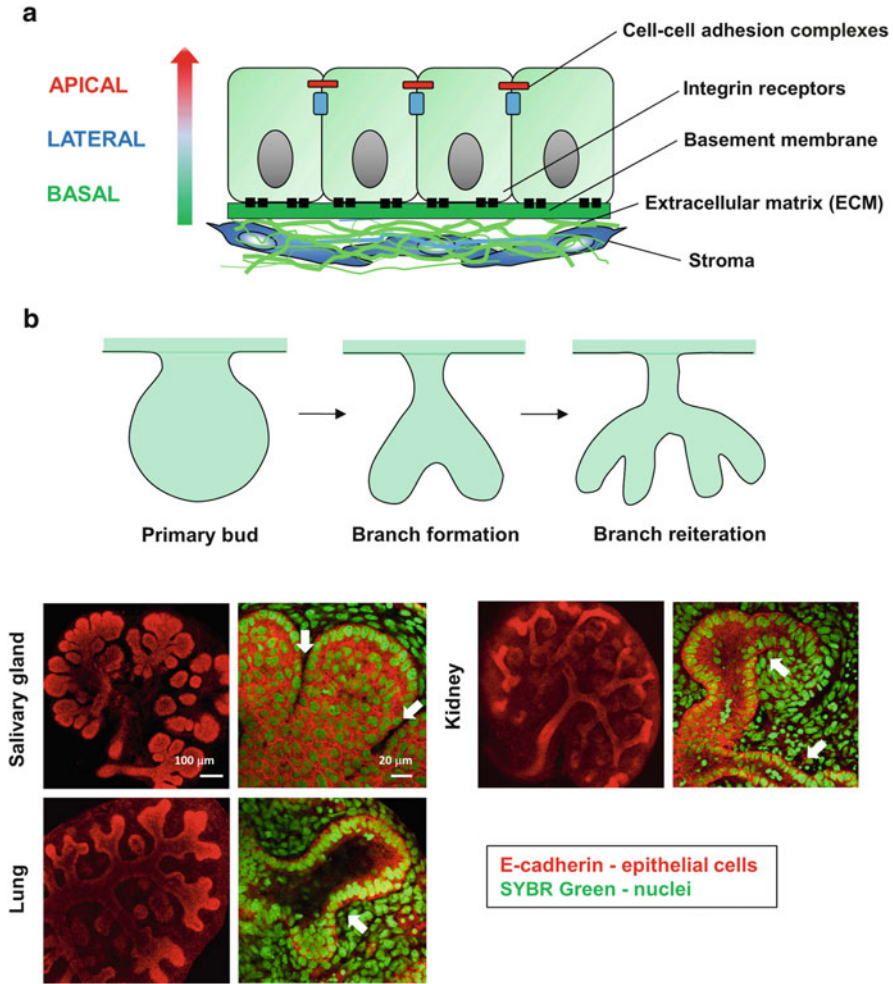 a
APICAL
LATERAL
BASAL
Cell-cell adhesion complexes
Integrin receptors
Basement membrane
Extracellular matrix (ECM)
Stroma
b
Primary bud
Branch formation
Branch reiteration
Salivary gland
100 μm
20 μm
Kidney
Lung
E-cadherin - epithelial cells
SYBR Green - nuclei